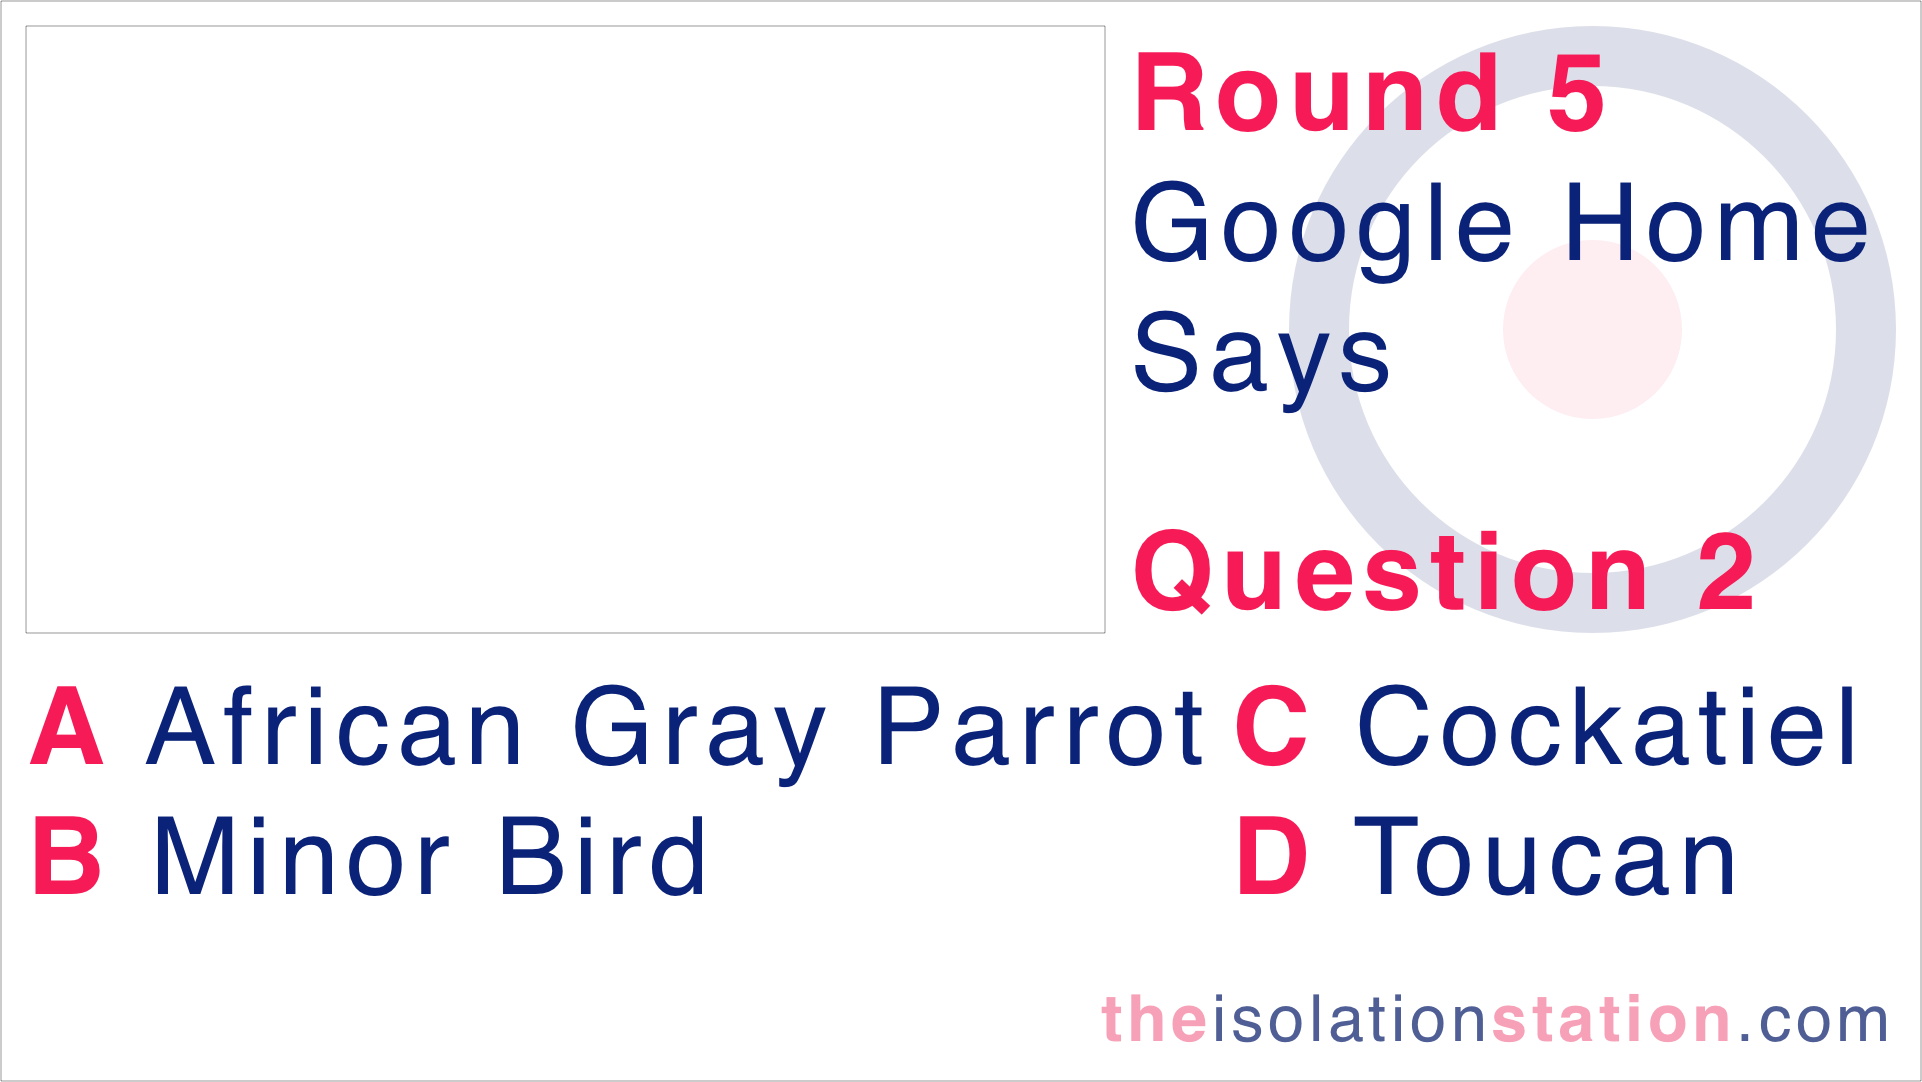 Round 5
Google Home
Says
Question 2
A African Gray Parrot
B Minor Bird
C Cockatiel
D Toucan
theisolationstation.com